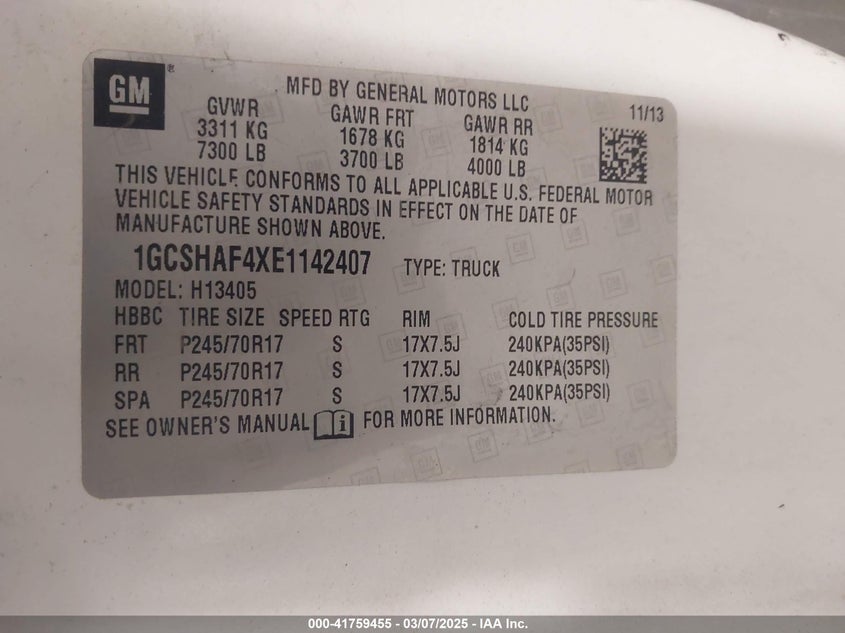 GM®
MFD BY GENERAL MOTORS LLC
11/13
GVWR GAWR FRT GAWR RR
3311 KG 1678 KG 1814 KG
7300 LB 3700 LB 4000 LB
THIS VEHICLE CONFORMS TO ALL APPLICABLE U.S. FEDERAL MOTOR
VEHICLE SAFETY STANDARDS IN EFFECT ON THE DATE OF
MANUFACTURE SHOWN ABOVE.
1GCSHAF4XE1142407 TYPE: TRUCK
MODEL: H13405
HBBC TIRE SIZE SPEED RTG RIM COLD TIRE PRESSURE
FRT P245/70R17 S 17X7.5J 240KPA(35PSI)
RR P245/70R17 S 17X7.5J 240KPA(35PSI)
SPA P245/70R17 S 17X7.5J 240KPA(35PSI)
SEE OWNER'S MANUAL i FOR MORE INFORMATION.
000-41759455 - 03/07/2025 - IAA Inc.